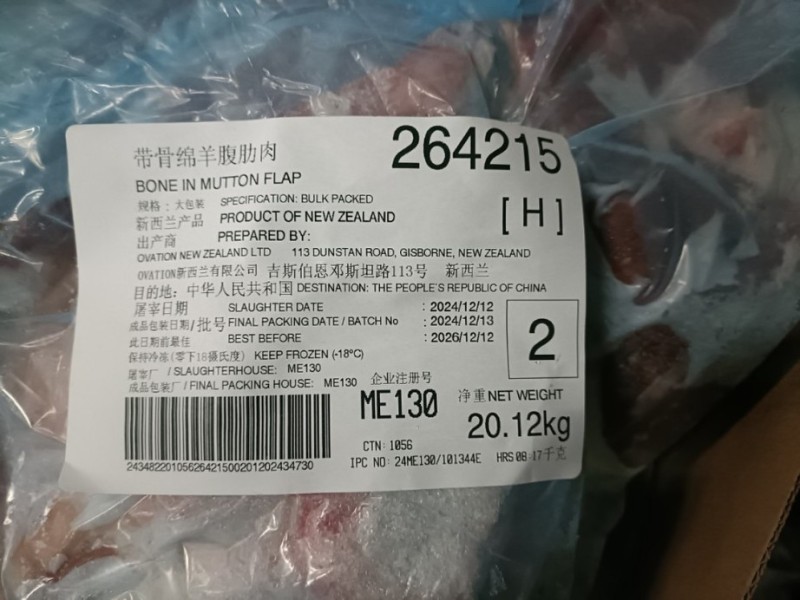 带骨绵羊腹肋肉 264215
BONE IN MUTTON FLAP
规格：大包装 SPECIFICATION: BULK PACKED
新西兰产品 PRODUCT OF NEW ZEALAND [ H ]
出产商 PREPARED BY:
OVATION NEW ZEALAND LTD 113 DUNSTAN ROAD, GISBORNE, NEW ZEALAND
OVATION新西兰有限公司 吉斯伯恩邓斯坦路113号 新西兰
目的地：中华人民共和国 DESTINATION: THE PEOPLE'S REPUBLIC OF CHINA
屠宰日期 SLAUGHTER DATE : 2024/12/12
成品包装日期/批号 FINAL PACKING DATE / BATCH No : 2024/12/13
此日期前最佳 BEST BEFORE : 2026/12/12
2
保持冷冻(零下18摄氏度) KEEP FROZEN (-18ºC)
屠宰厂 / SLAUGHTERHOUSE: ME130
成品包装厂 / FINAL PACKING HOUSE: ME130
企业注册号
ME130
净重 NET WEIGHT
20.12kg
千克
CTN: 1056
IPC NO: 24ME130/101344E HRS 08:17
24348220105626421500201202434730